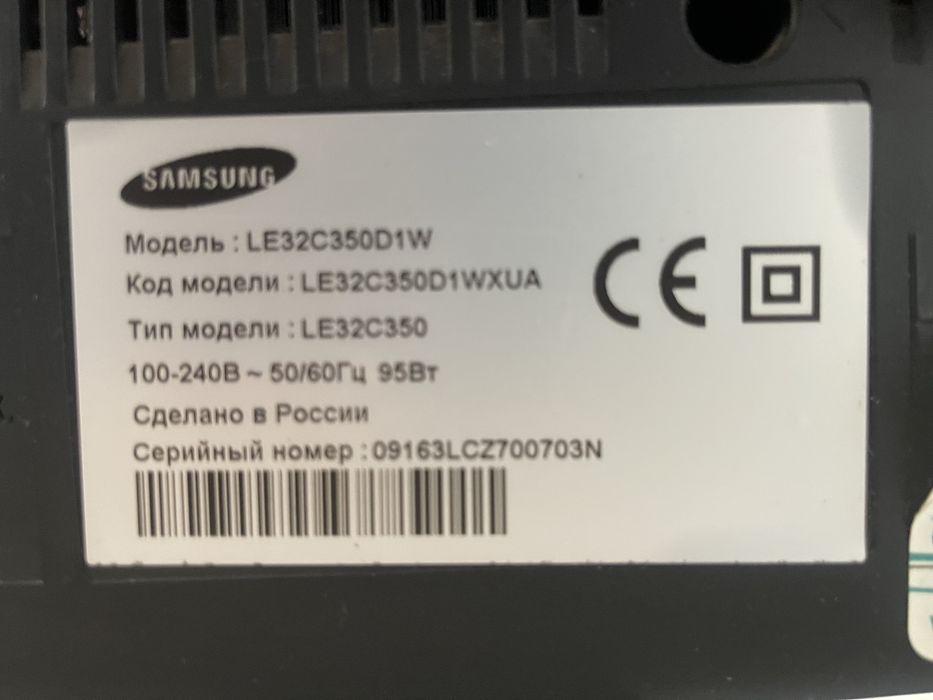 SAMSUNG
Модель : LE32C350D1W
Код модели : LE32C350D1WXUA
Тип модели : LE32C350
100-240В ~ 50/60Гц 95Вт
Сделано в России
Серийный номер : 09163LCZ700703N
CE